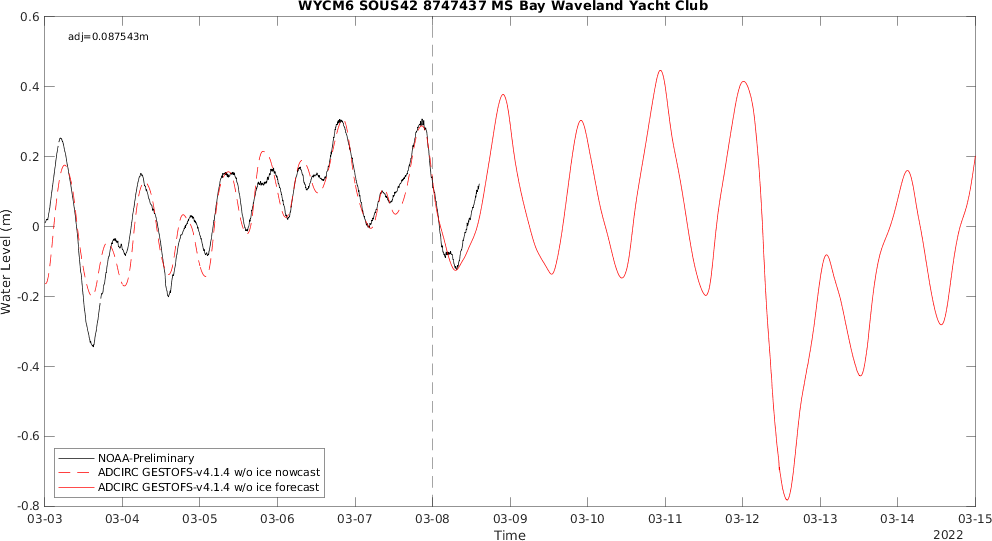 WYCM6 SOUS42 8747437 MS Bay Waveland Yacht Club
adj=0.087543m
0.6
0.4
0.2
0
-0.2
-0.4
-0.6
-0.8
Water Level (m)
NOAA-Preliminary
ADCIRC GESTOFS-v4.1.4 w/o ice nowcast
ADCIRC GESTOFS-v4.1.4 w/o ice forecast
03-03 03-04 03-05 03-06 03-07 03-08 03-09 03-10 03-11 03-12 03-13 03-14 03-15
Time
2022